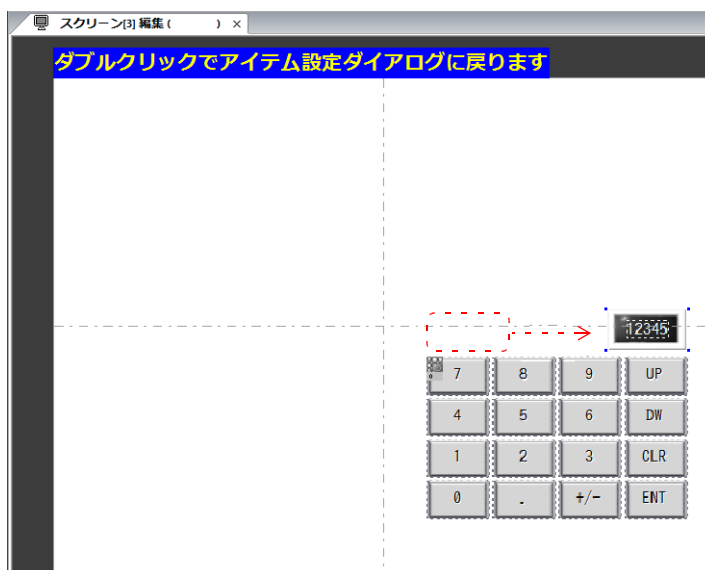 スクリーン[3] 編集 ( ) ×
ダブルクリックでアイテム設定ダイアログに戻ります
12345
7 8 9 UP
4 5 6 DW
1 2 3 CLR
0 . +/- ENT